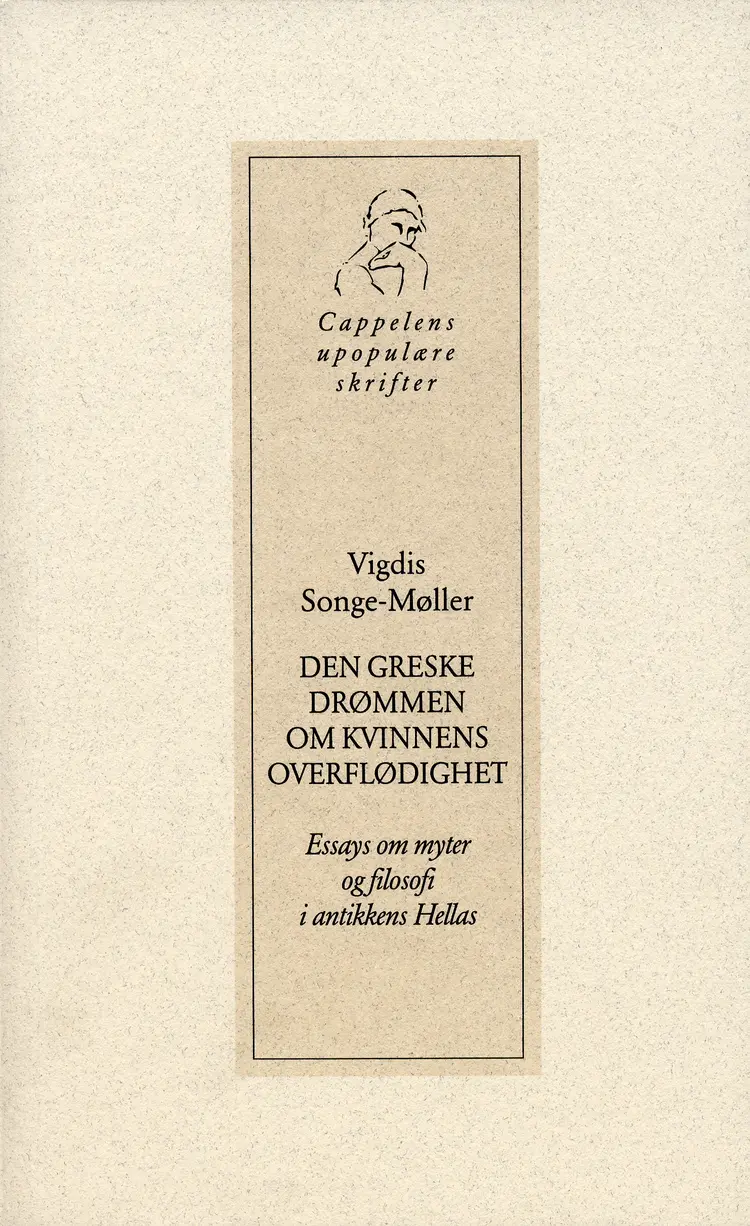 Cappelens
upopulære
skrifter
Vigdis
Songe-Møller
DEN GRESKE
DRØMMEN
OM KVINNENS
OVERFLØDIGHET
Essays om myter
og filosofi
i antikkens Hellas